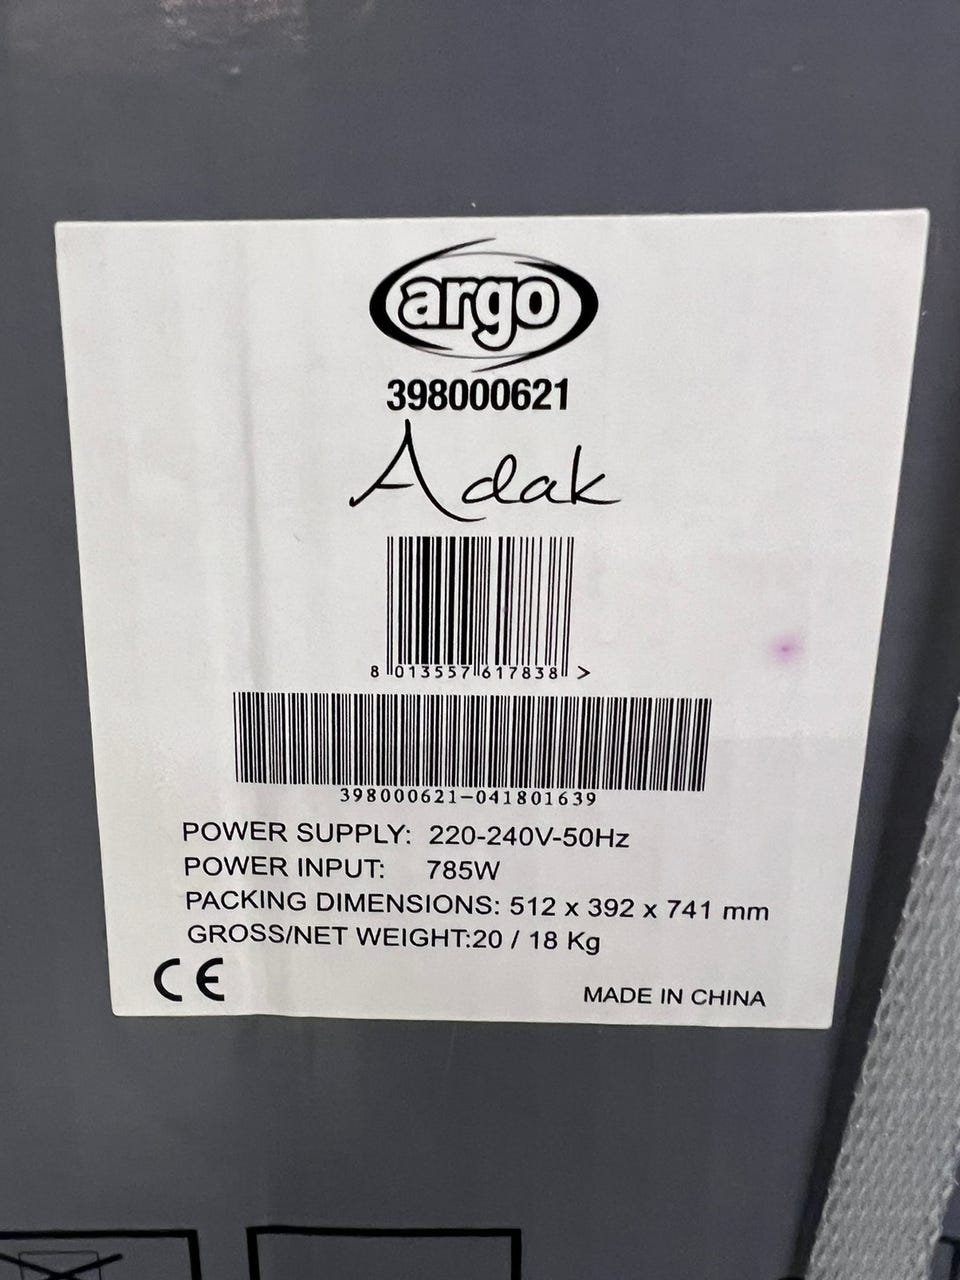 argo
398000621
Adak
8 013557 617838 >
398000621-041801639
POWER SUPPLY: 220-240V-50Hz
POWER INPUT: 785W
PACKING DIMENSIONS: 512 x 392 x 741 mm
GROSS/NET WEIGHT:20 / 18 Kg
CE
MADE IN CHINA